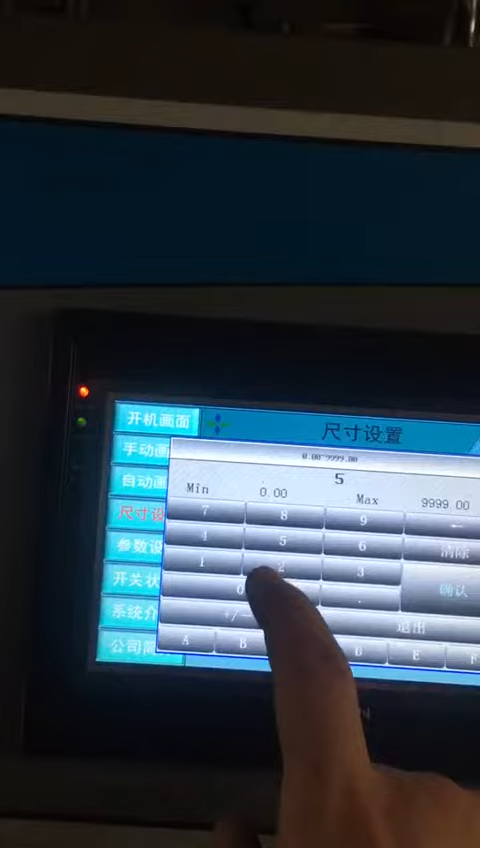 开机画面
尺寸设置
手动画
0.00~9999.00
自动画
5
Min 0.00 Max 9999.00
尺寸设
7 8 9 ←
4 5 6 清除
参数设
1 2 3
开关状
0 . 确认
系统介
+/- 退出
公司简
A B D E F